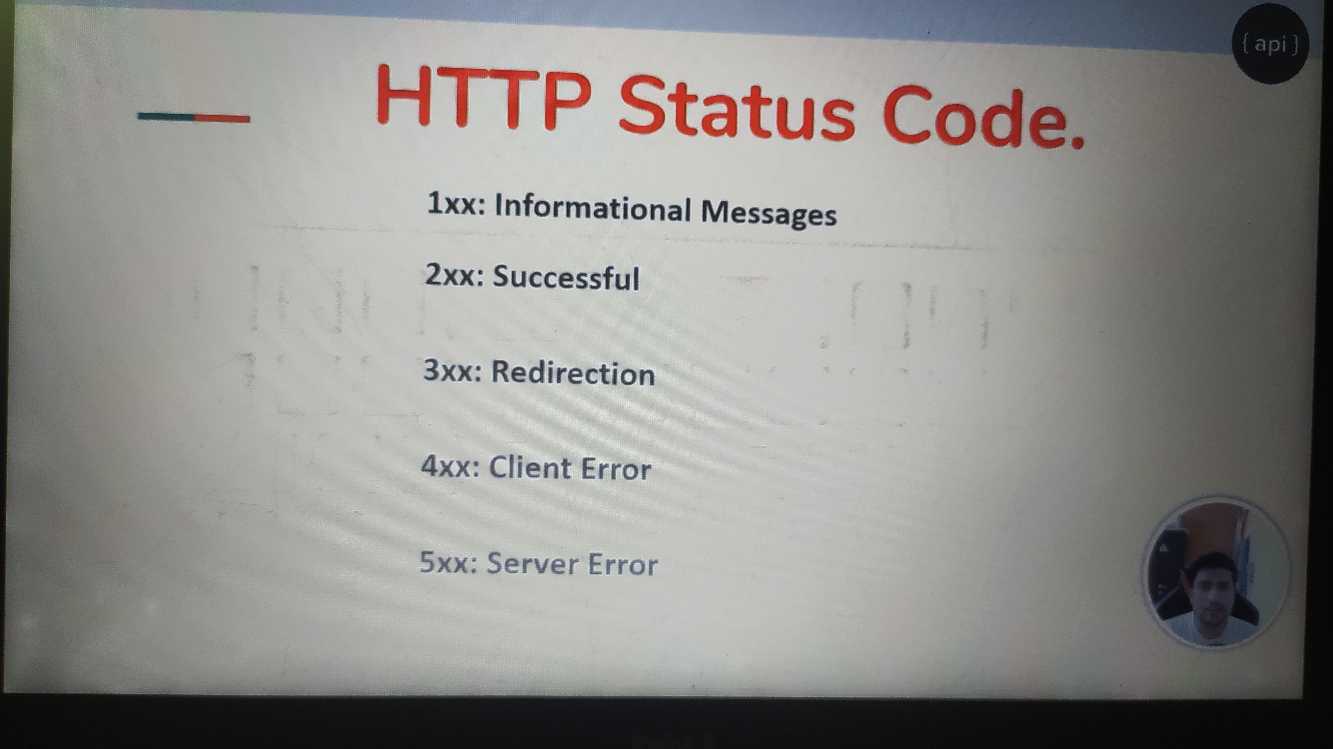 { api }
HTTP Status Code.
1xx: Informational Messages
2xx: Successful
3xx: Redirection
4xx: Client Error
5xx: Server Error